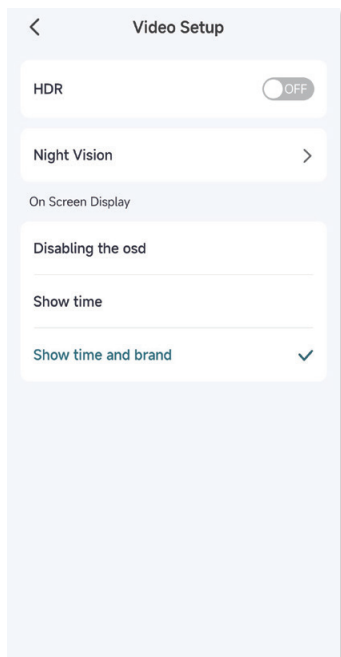 Video Setup
HDR
OFF
Night Vision
On Screen Display
Disabling the osd
Show time
Show time and brand